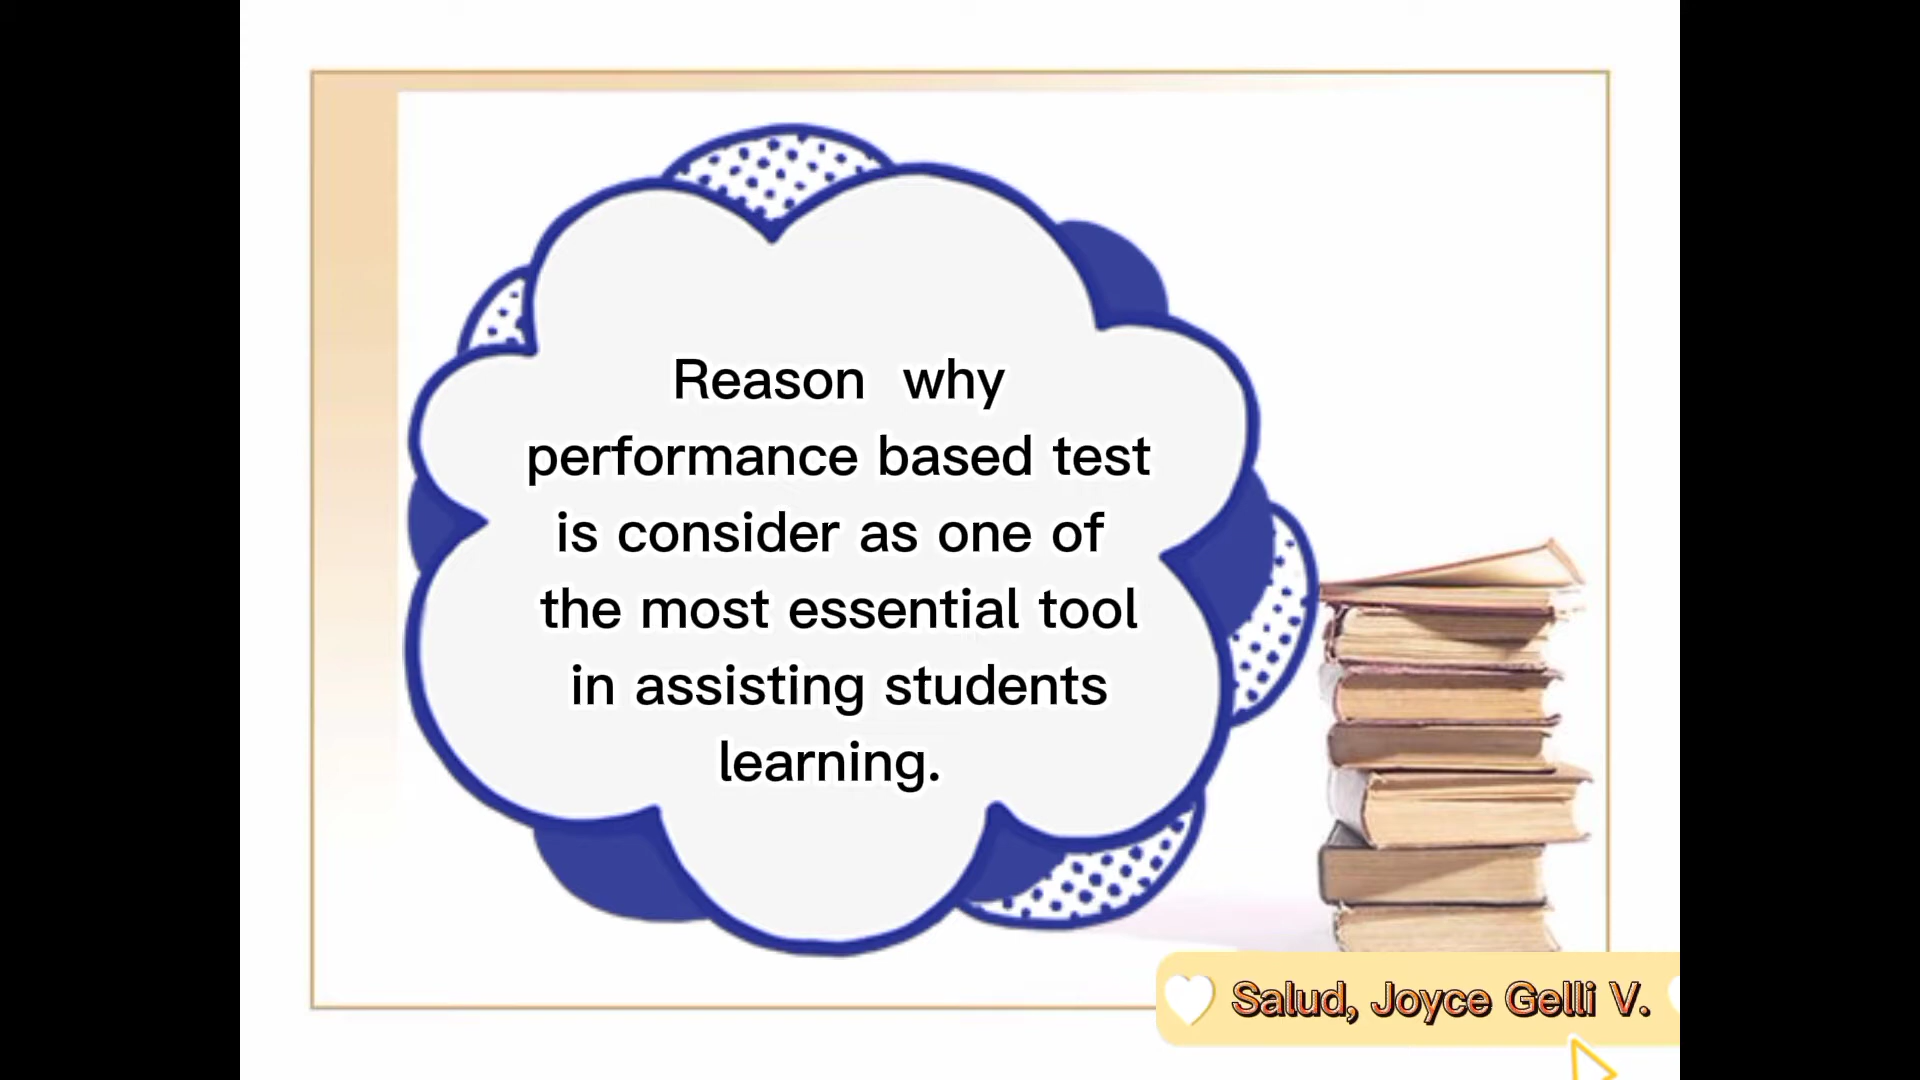 Reason why
performance based test
is consider as one of
the most essential tool
in assisting students
learning.
Salud, Joyce Gelli V.